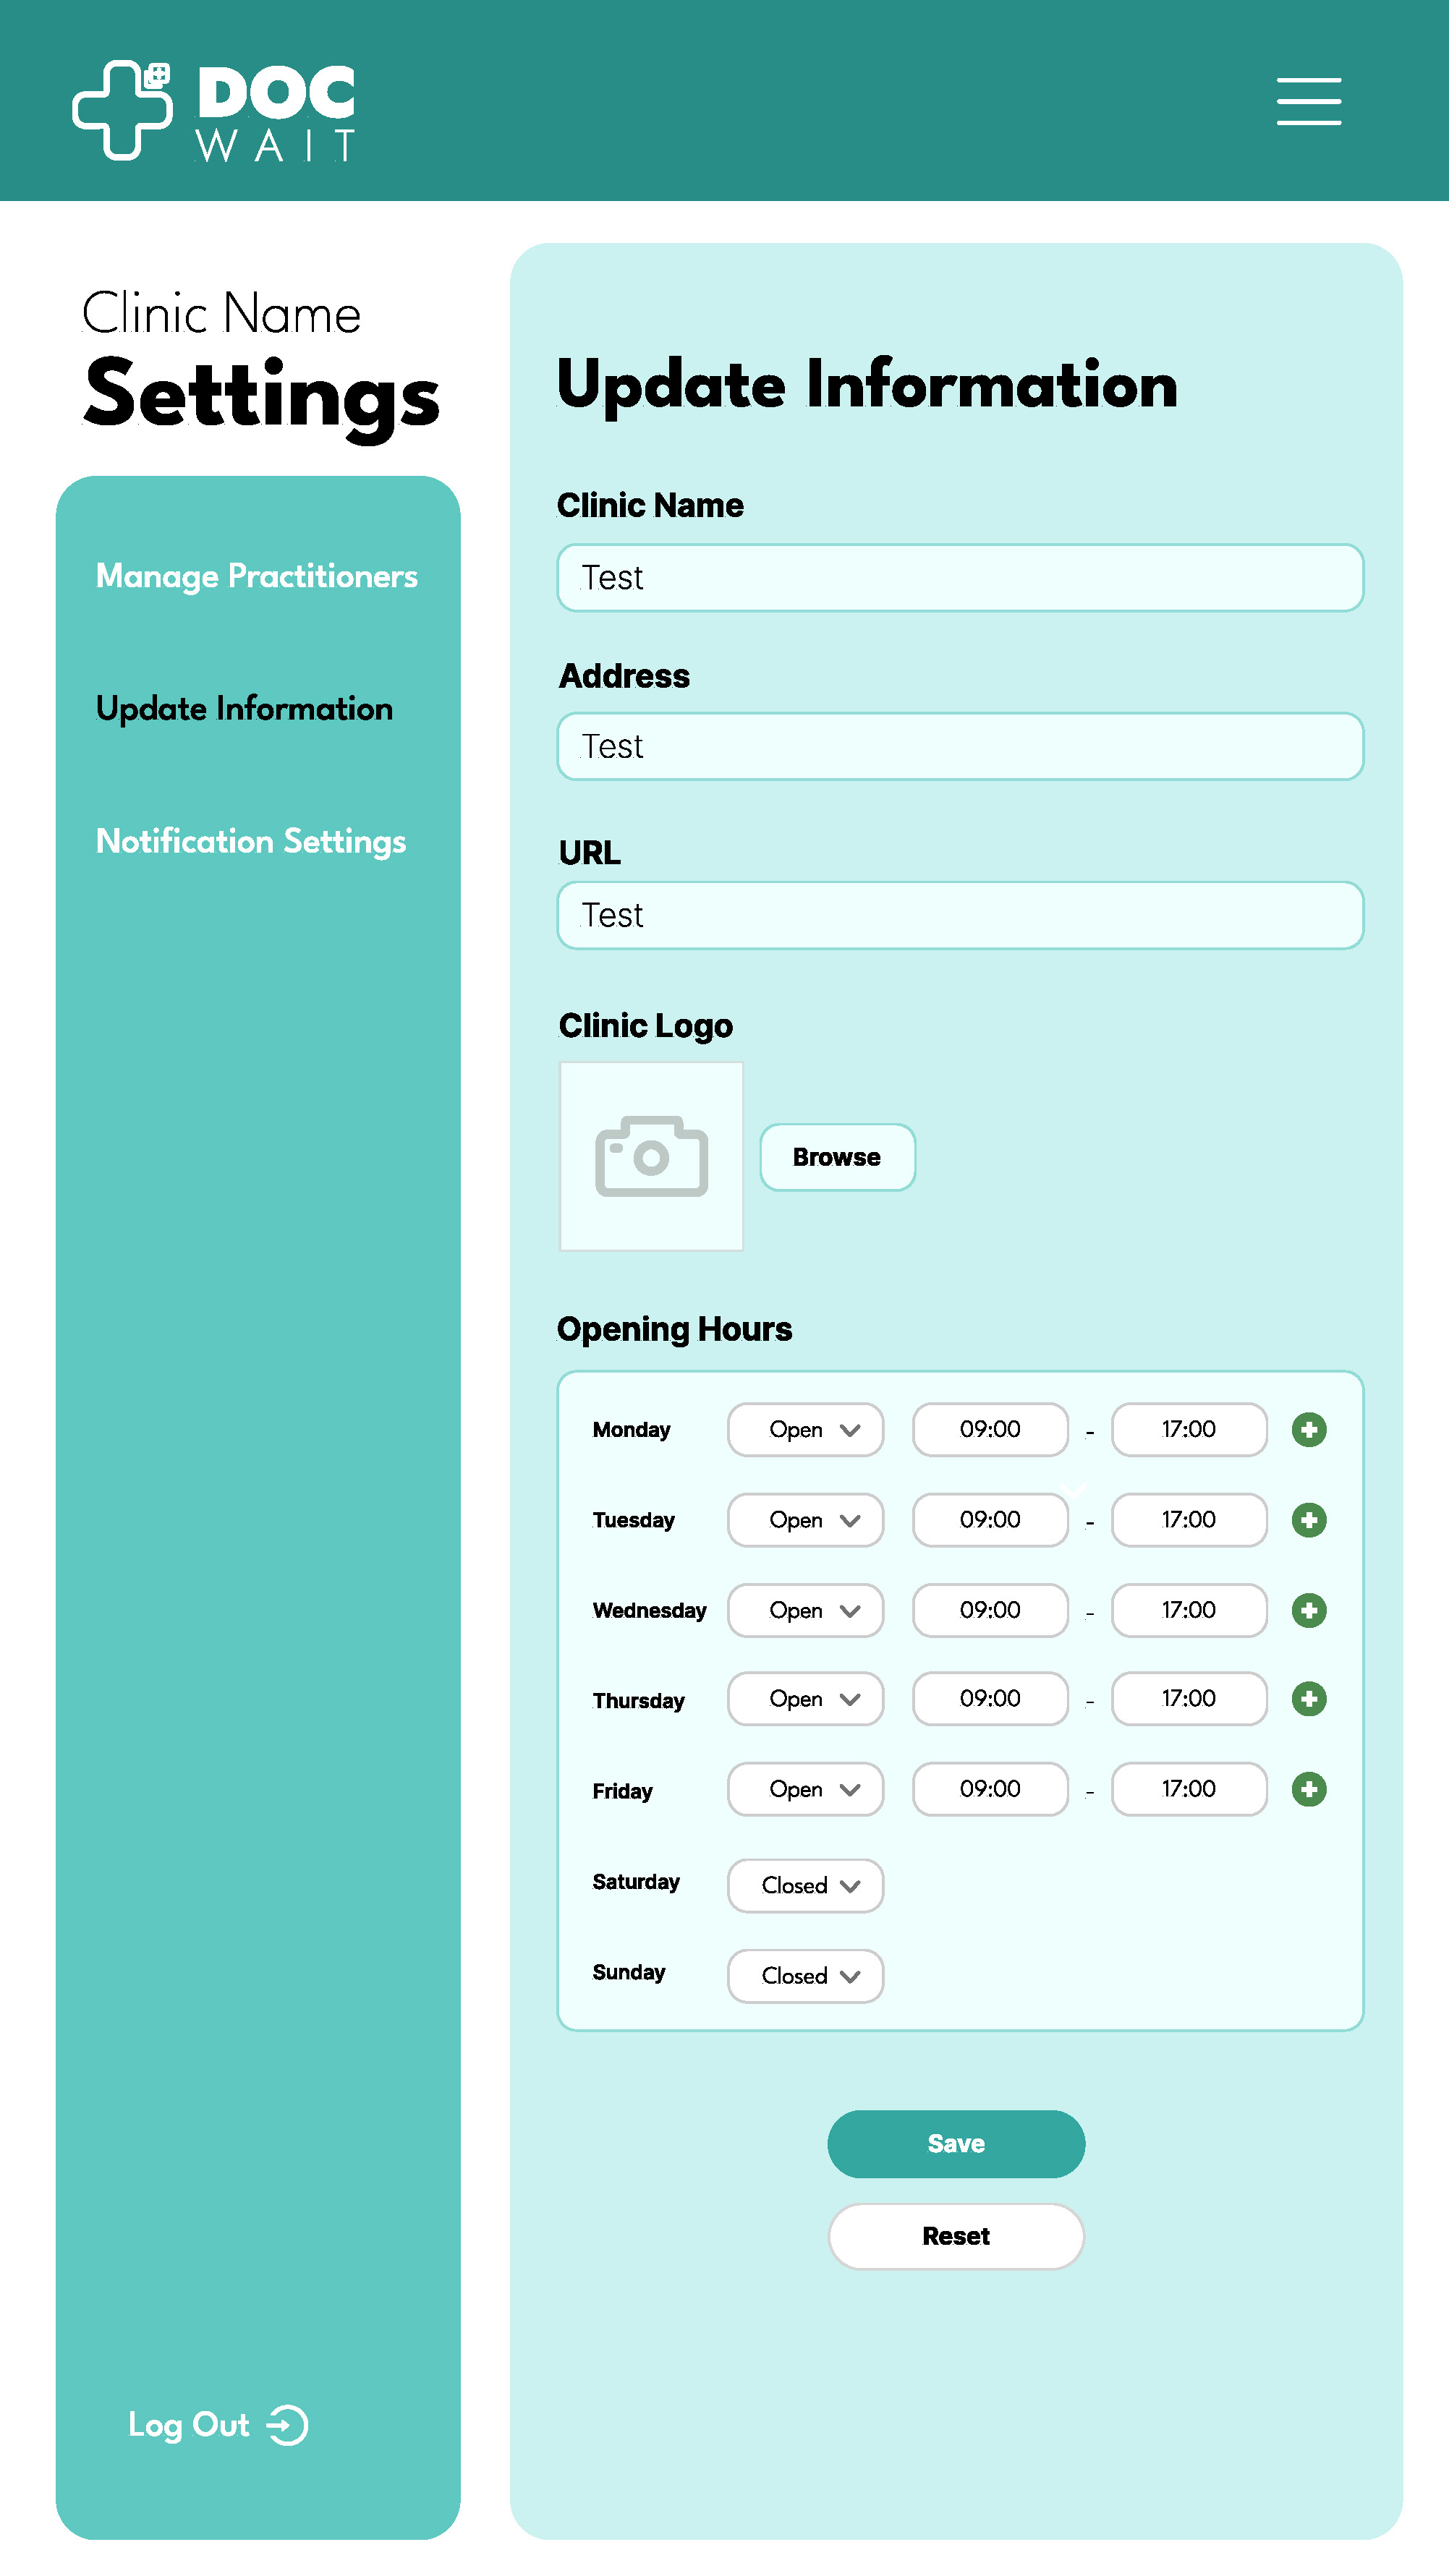 DOC
WAIT
Clinic Name
Settings
Manage Practitioners
Update Information
Notification Settings
Log Out
Update Information
Clinic Name
Test
Address
Test
URL
Test
Clinic Logo
Browse
Opening Hours
Monday Open 09:00 - 17:00
Tuesday Open 09:00 - 17:00
Wednesday Open 09:00 - 17:00
Thursday Open 09:00 - 17:00
Friday Open 09:00 - 17:00
Saturday Closed
Sunday Closed
Save
Reset